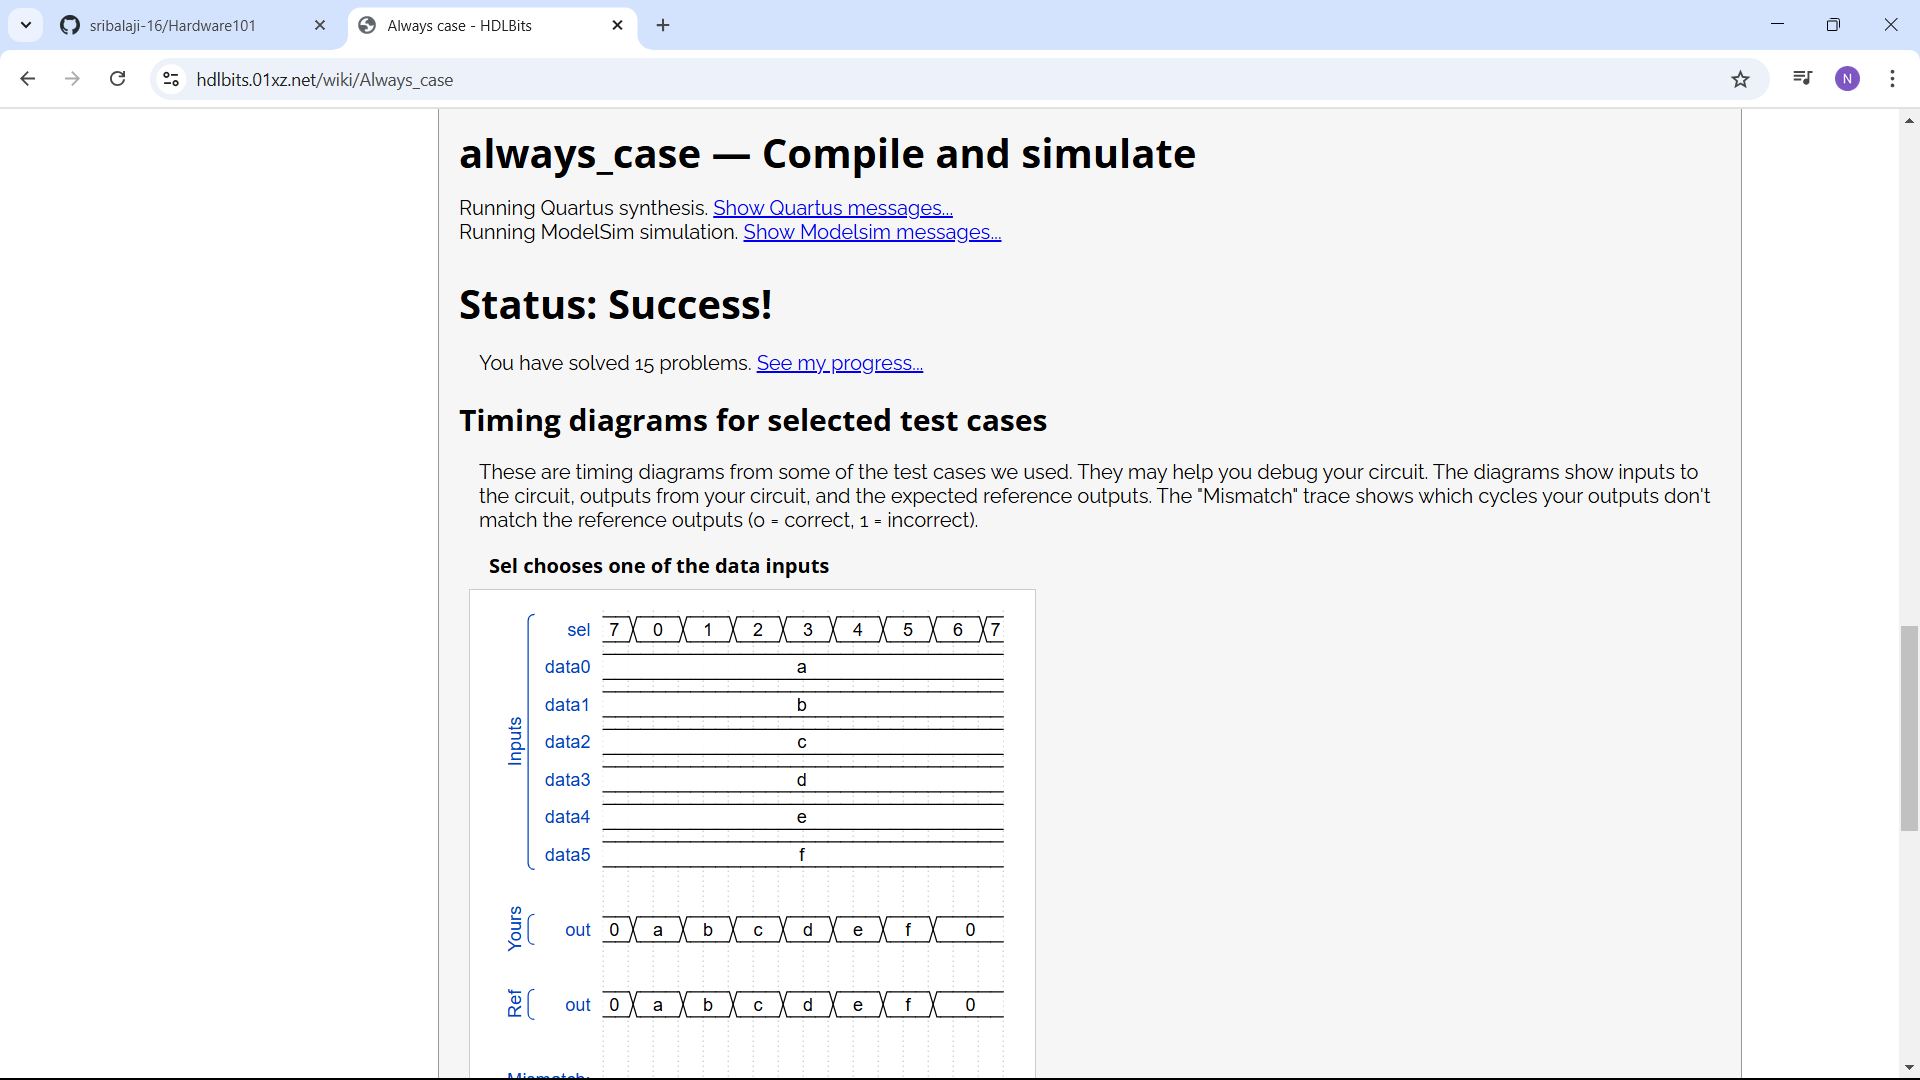 sribalaji-16/Hardware101
Always case - HDLBits
hdlbits.01xz.net/wiki/Always_case
N
always_case — Compile and simulate
Running Quartus synthesis. Show Quartus messages...
Running ModelSim simulation. Show Modelsim messages...
Status: Success!
You have solved 15 problems. See my progress...
Timing diagrams for selected test cases
These are timing diagrams from some of the test cases we used. They may help you debug your circuit. The diagrams show inputs to
the circuit, outputs from your circuit, and the expected reference outputs. The "Mismatch" trace shows which cycles your outputs don't
match the reference outputs (0 = correct, 1 = incorrect).
Sel chooses one of the data inputs
Inputs
sel 7 0 1 2 3 4 5 6 7
data0 a
data1 b
data2 c
data3 d
data4 e
data5 f
Yours
out 0 a b c d e f 0
Ref
out 0 a b c d e f 0